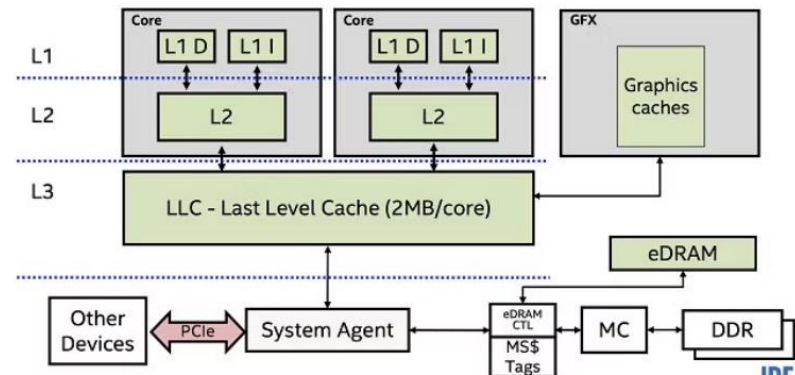 Core
Core
GFX
L1
L1 D
L1 I
L1 D
L1 I
Graphics
caches
L2
L2
L2
L3
LLC - Last Level Cache (2MB/core)
eDRAM
Other
Devices
PCIe
System Agent
eDRAM
CTL
MS$
Tags
MC
DDR